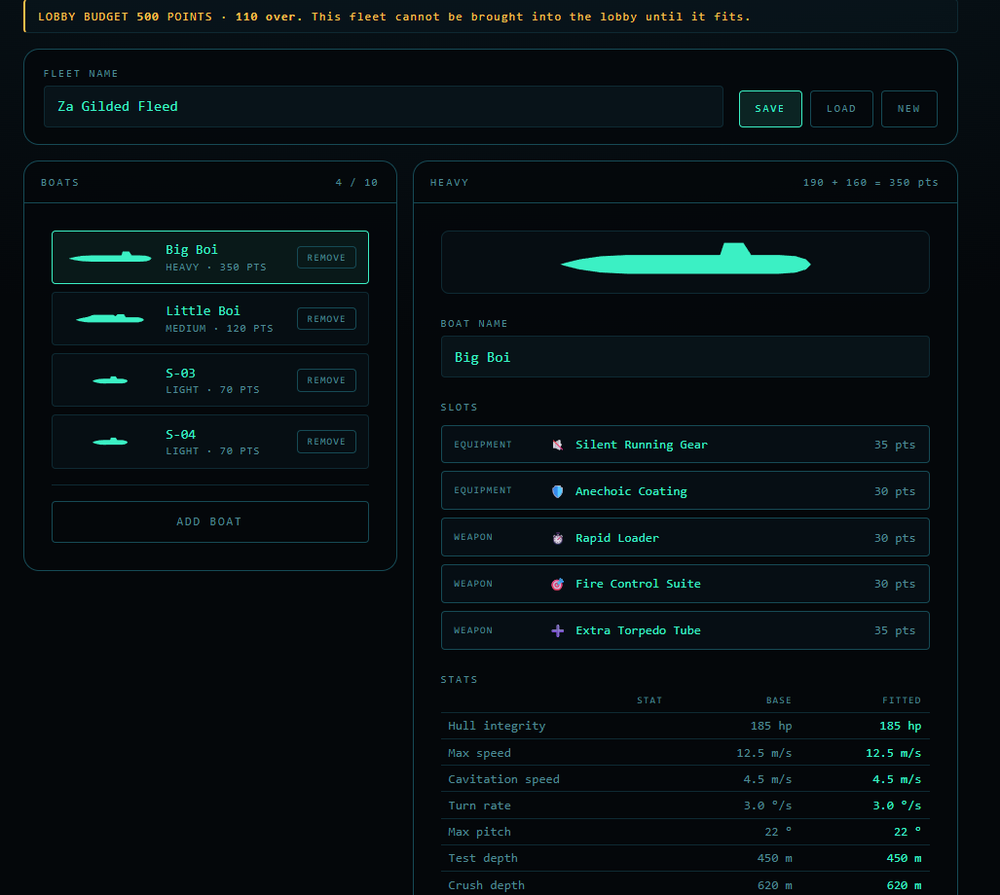 LOBBY BUDGET 500 POINTS · 110 over. This fleet cannot be brought into the lobby until it fits.
FLEET NAME
Za Gilded Fleed
SAVE
LOAD
NEW
BOATS
4 / 10
Big Boi
HEAVY · 350 PTS
REMOVE
Little Boi
MEDIUM · 120 PTS
REMOVE
S-03
LIGHT · 70 PTS
REMOVE
S-04
LIGHT · 70 PTS
REMOVE
ADD BOAT
HEAVY
190 + 160 = 350 pts
BOAT NAME
Big Boi
SLOTS
EQUIPMENT Silent Running Gear 35 pts
EQUIPMENT Anechoic Coating 30 pts
WEAPON Rapid Loader 30 pts
WEAPON Fire Control Suite 30 pts
WEAPON Extra Torpedo Tube 35 pts
STATS
STAT BASE FITTED
Hull integrity 185 hp 185 hp
Max speed 12.5 m/s 12.5 m/s
Cavitation speed 4.5 m/s 4.5 m/s
Turn rate 3.0 °/s 3.0 °/s
Max pitch 22 ° 22 °
Test depth 450 m 450 m
Crush depth 620 m 620 m